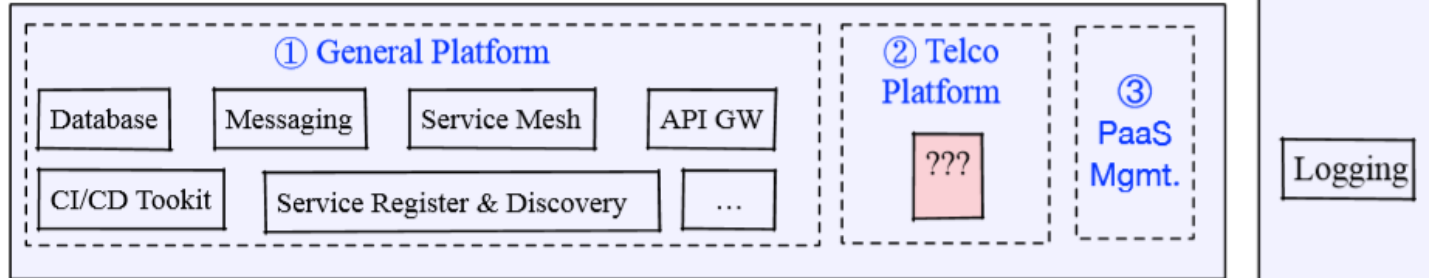 ① General Platform
Database
Messaging
Service Mesh
API GW
CI/CD Tookit
Service Register & Discovery
...
② Telco
Platform
???
③
PaaS
Mgmt.
Logging